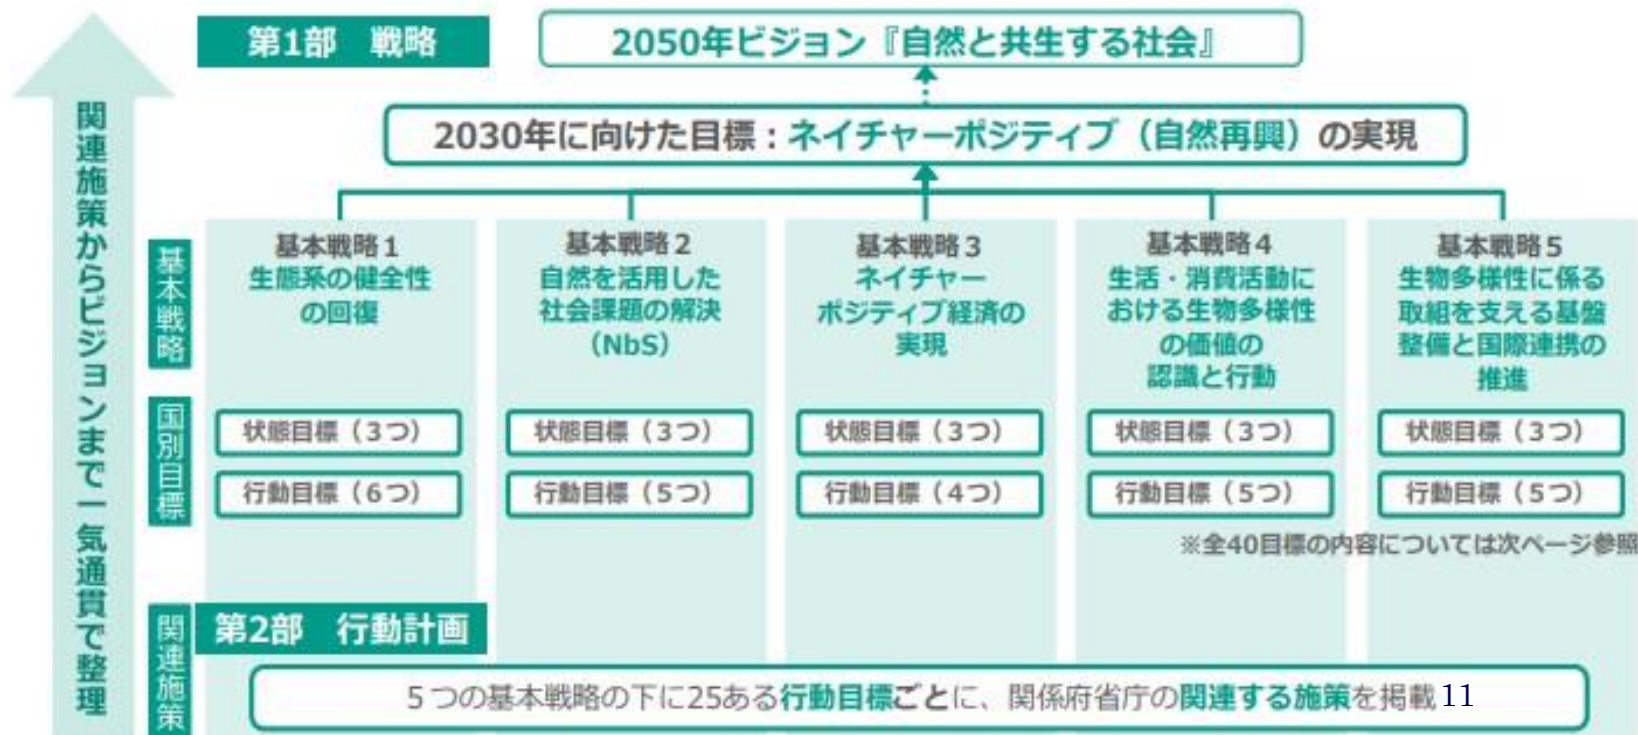 第1部 戦略
2050年ビジョン『自然と共生する社会』
2030年に向けた目標：ネイチャーポジティブ（自然再興）の実現
関連施策からビジョンまで一気通貫で整理
基本戦略
基本戦略1
生態系の健全性
の回復
基本戦略2
自然を活用した
社会課題の解決
（NbS）
基本戦略3
ネイチャー
ポジティブ経済の
実現
基本戦略4
生活・消費活動に
おける生物多様性
の価値の
認識と行動
基本戦略5
生物多様性に係る
取組を支える基盤
整備と国際連携の
推進
国別目標
状態目標（3つ）
状態目標（3つ）
状態目標（3つ）
状態目標（3つ）
状態目標（3つ）
行動目標（6つ）
行動目標（5つ）
行動目標（4つ）
行動目標（5つ）
行動目標（5つ）
※全40目標の内容については次ページ参照
関連施策
第2部 行動計画
５つの基本戦略の下に25ある行動目標ごとに、関係府省庁の関連する施策を掲載
11